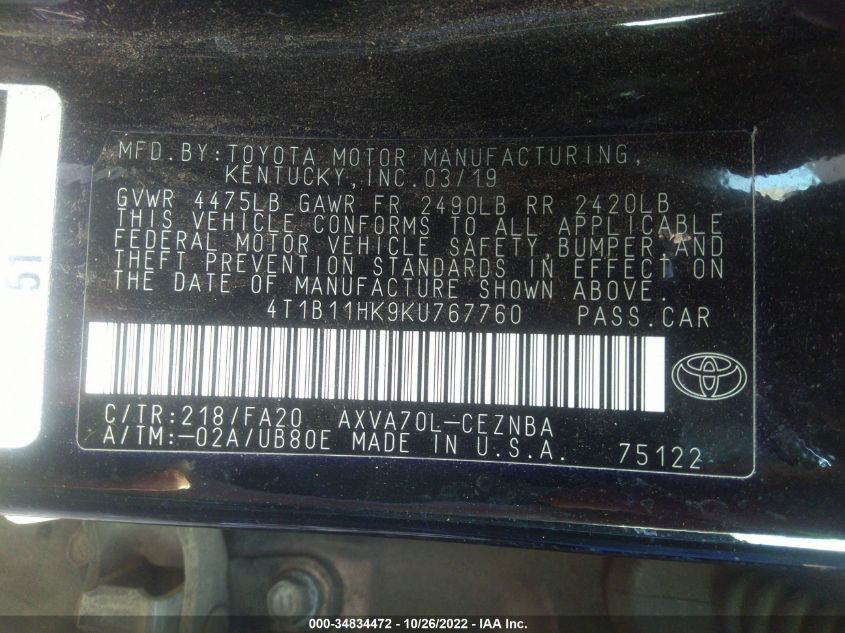 MFD.BY:TOYOTA MOTOR MANUFACTURING,
KENTUCKY,INC.03/19
GVWR 4475LB GAWR FR 2490LB RR 2420LB
THIS VEHICLE CONFORMS TO ALL APPLICABLE
FEDERAL MOTOR VEHICLE SAFETY,BUMPER AND
THEFT PREVENTION STANDARDS IN EFFECT ON
THE DATE OF MANUFACTURE SHOWN ABOVE.
4T1B11HK9KU767760 PASS.CAR
C/TR:218/FA20 AXVA70L-CEZNBA
A/TM:-02A/UB80E MADE IN U.S.A. 75122
51
000-34834472 - 10/26/2022 - IAA Inc.